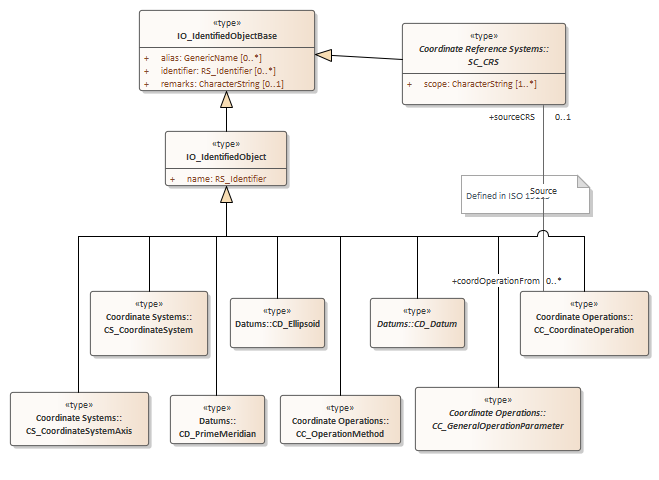 «type»
IO_IdentifiedObjectBase
+ alias: GenericName [0..*]
+ identifier: RS_Identifier [0..*]
+ remarks: CharacterString [0..1]
«type»
Coordinate Reference Systems::
SC_CRS
+ scope: CharacterString [1..*]
+sourceCRS 0..1
«type»
IO_IdentifiedObject
+ name: RS_Identifier
Defined in ISO
Source
+coordOperationFrom 0..*
«type»
Coordinate Systems::
CS_CoordinateSystem
«type»
Datums::CD_Ellipsoid
«type»
Datums::CD_Datum
«type»
Coordinate Operations::
CC_CoordinateOperation
«type»
Coordinate Systems::
CS_CoordinateSystemAxis
«type»
Datums::
CD_PrimeMeridian
«type»
Coordinate Operations::
CC_OperationMethod
«type»
Coordinate Operations::
CC_GeneralOperationParameter